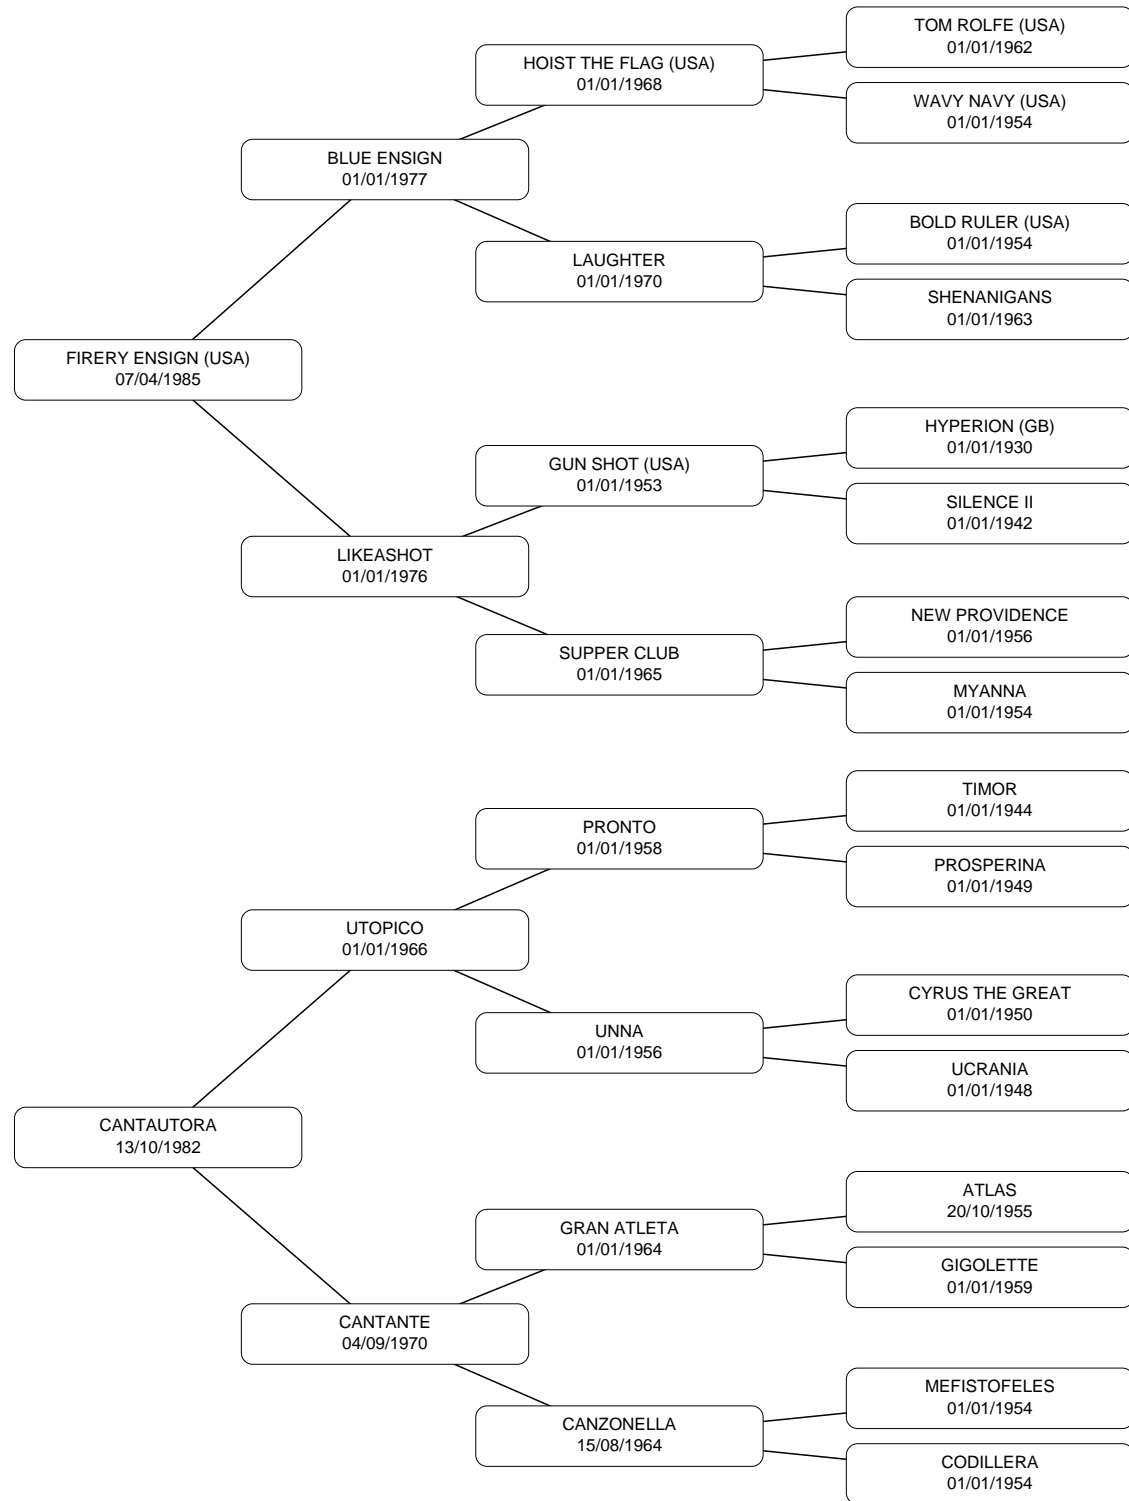 TOM ROLFE (USA)
01/01/1962
HOIST THE FLAG (USA)
01/01/1968
WAVY NAVY (USA)
01/01/1954
BLUE ENSIGN
01/01/1977
BOLD RULER (USA)
01/01/1954
LAUGHTER
01/01/1970
SHENANIGANS
01/01/1963
FIRERY ENSIGN (USA)
07/04/1985
HYPERION (GB)
01/01/1930
GUN SHOT (USA)
01/01/1953
SILENCE II
01/01/1942
LIKEASHOT
01/01/1976
NEW PROVIDENCE
01/01/1956
SUPPER CLUB
01/01/1965
MYANNA
01/01/1954
TIMOR
01/01/1944
PRONTO
01/01/1958
PROSPERINA
01/01/1949
UTOPICO
01/01/1966
CYRUS THE GREAT
01/01/1950
UNNA
01/01/1956
UCRANIA
01/01/1948
CANTAUTORA
13/10/1982
ATLAS
20/10/1955
GRAN ATLETA
01/01/1964
GIGOLETTE
01/01/1959
CANTANTE
04/09/1970
MEFISTOFELES
01/01/1954
CANZONELLA
15/08/1964
CODILLERA
01/01/1954